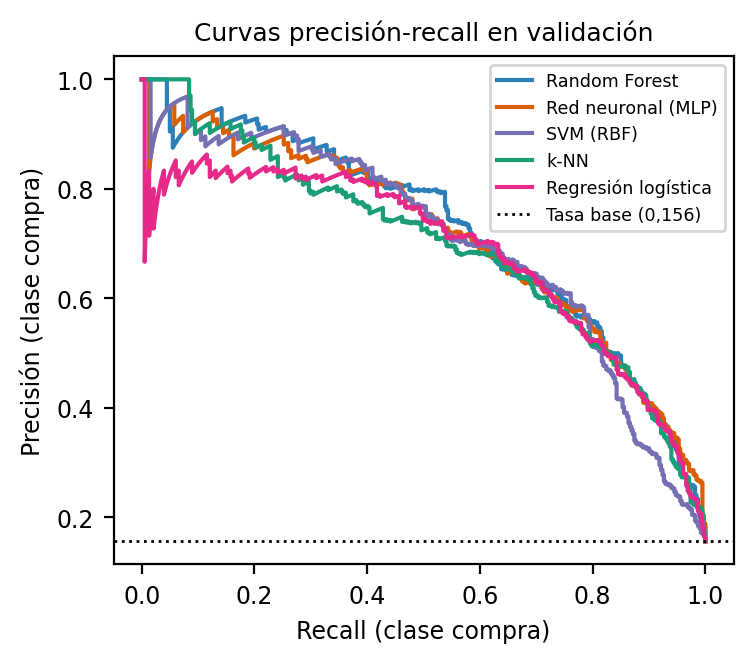 Curvas precisión-recall en validación
Precisión (clase compra)
1.0
0.8
0.6
0.4
0.2
Random Forest
Red neuronal (MLP)
SVM (RBF)
k-NN
Regresión logística
Tasa base (0,156)
0.0
0.2
0.4
0.6
0.8
1.0
Recall (clase compra)